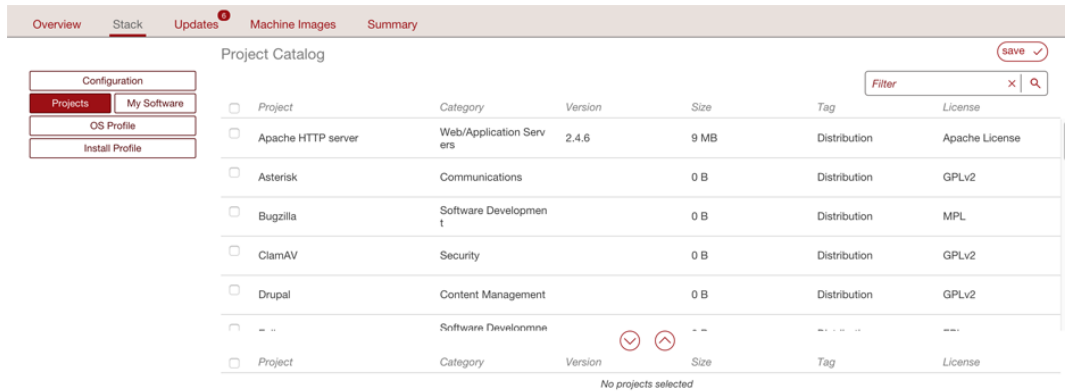 Overview Stack Updates 6 Machine Images Summary
Project Catalog
save
Configuration
Projects My Software
OS Profile
Install Profile
Filter
Project Category Version Size Tag License
Apache HTTP server Web/Application Serv
ers 2.4.6 9 MB Distribution Apache License
Asterisk Communications 0 B Distribution GPLv2
Bugzilla Software Developmen
t 0 B Distribution MPL
ClamAV Security 0 B Distribution GPLv2
Drupal Content Management 0 B Distribution GPLv2
Software Developmne
Project Category Version Size Tag License
No projects selected